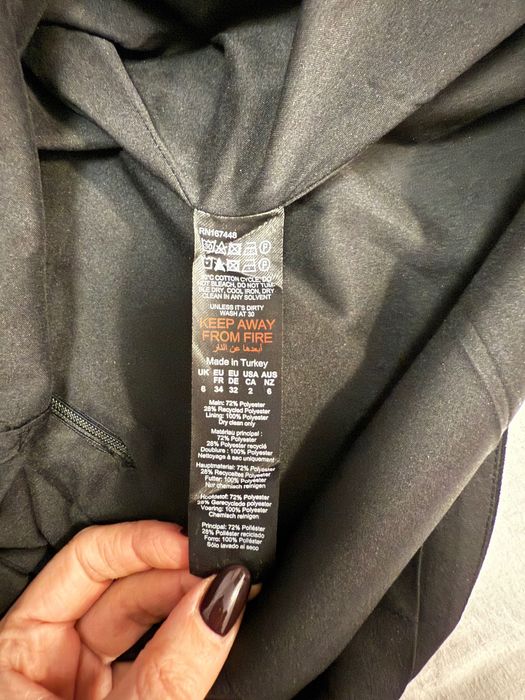 RN167448
COTTON CYCLE, DO
NOT BLEACH, DO NOT TUM
BLE DRY, COOL IRON, DRY
CLEAN IN ANY SOLVENT
UNLESS IT'S DIRTY
WASH AT 30
KEEP AWAY
FROM FIRE
أبعدها عن النار
Made in Turkey
UK EU EU USA AUS
FR DE CA NZ
6 34 32 2 6
Main: 72% Polyester
28% Recycled Polyester
Lining: 100% Polyester
Dry clean only
Matériau principal :
72% Polyester
28% Polyester recyclé
Doublure : 100% Polyester
Nettoyage à sec uniquement
Hauptmaterial: 72% Polyester
28% Recyceltes Polyester
Futter: 100% Polyester
Nur chemisch reinigen
Hoofdstof: 72% Polyester
28% Gerecyclede polyester
Voering: 100% Polyester
Chemisch reinigen
Principal: 72% Poliéster
28% Poliéster reciclado
Forro: 100% Poliéster
Sólo lavado al seco